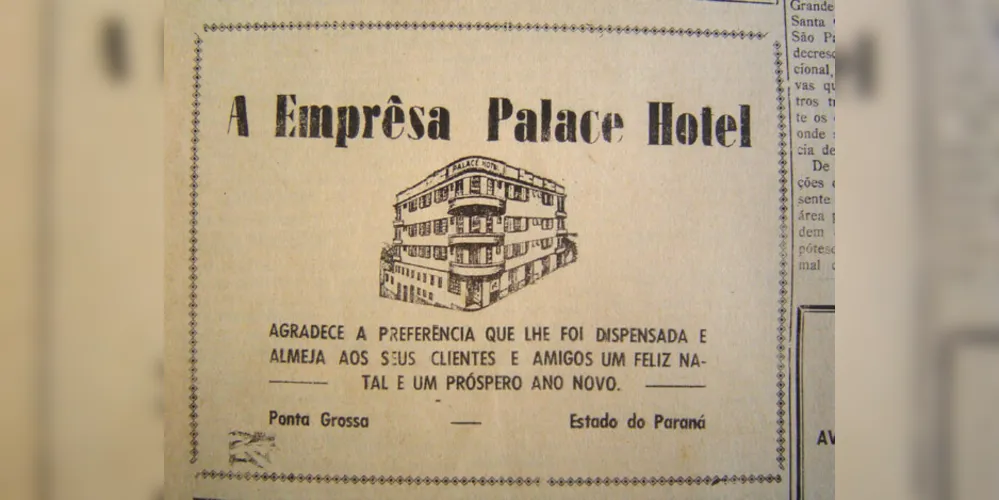 A Emprêsa Palace Hotel
PALACE HOTEL
AGRADECE A PREFERÊNCIA QUE LHE FOI DISPENSADA E
ALMEJA AOS SEUS CLIENTES E AMIGOS UM FELIZ NA-
TAL E UM PRÓSPERO ANO NOVO.
Ponta Grossa — Estado do Paraná
Grande
Santa
São
decresc
cional,
vas
tros
te os
onde
cia de
De
ções
sente
área
dem
mal
AV